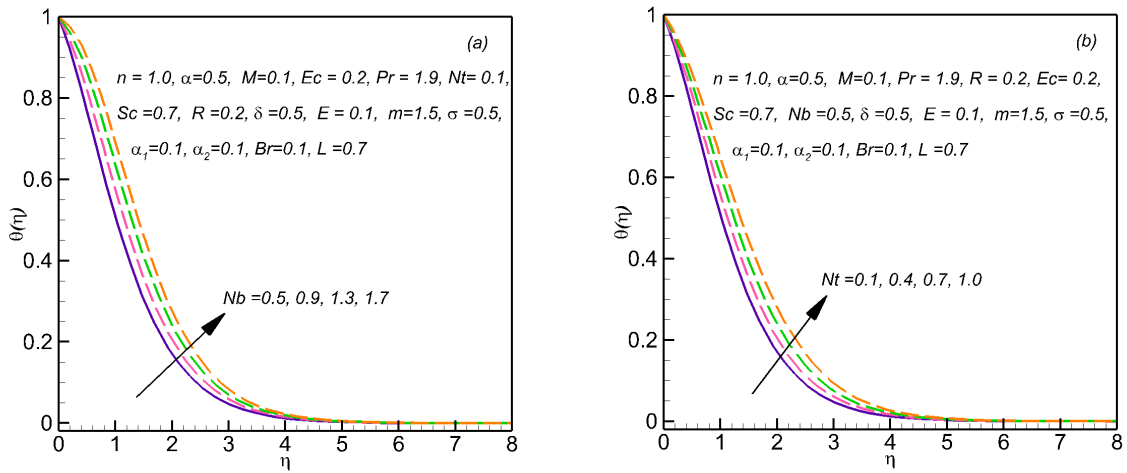 (a)
n = 1.0, α=0.5, M=0.1, Ec = 0.2, Pr = 1.9, Nt= 0.1,
Sc =0.7, R =0.2, δ =0.5, E = 0.1, m=1.5, σ =0.5,
α1=0.1, α2=0.1, Br=0.1, L =0.7
Nb =0.5, 0.9, 1.3, 1.7
θ(η)
1
0.8
0.6
0.4
0.2
0
0 1 2 3 4 5 6 7 8
η
(b)
n = 1.0, α=0.5, M=0.1, Pr = 1.9, R = 0.2, Ec= 0.2,
Sc =0.7, Nb =0.5, δ =0.5, E = 0.1, m=1.5, σ =0.5,
α1=0.1, α2=0.1, Br=0.1, L =0.7
Nt =0.1, 0.4, 0.7, 1.0
θ(η)
1
0.8
0.6
0.4
0.2
0
0 1 2 3 4 5 6 7 8
η